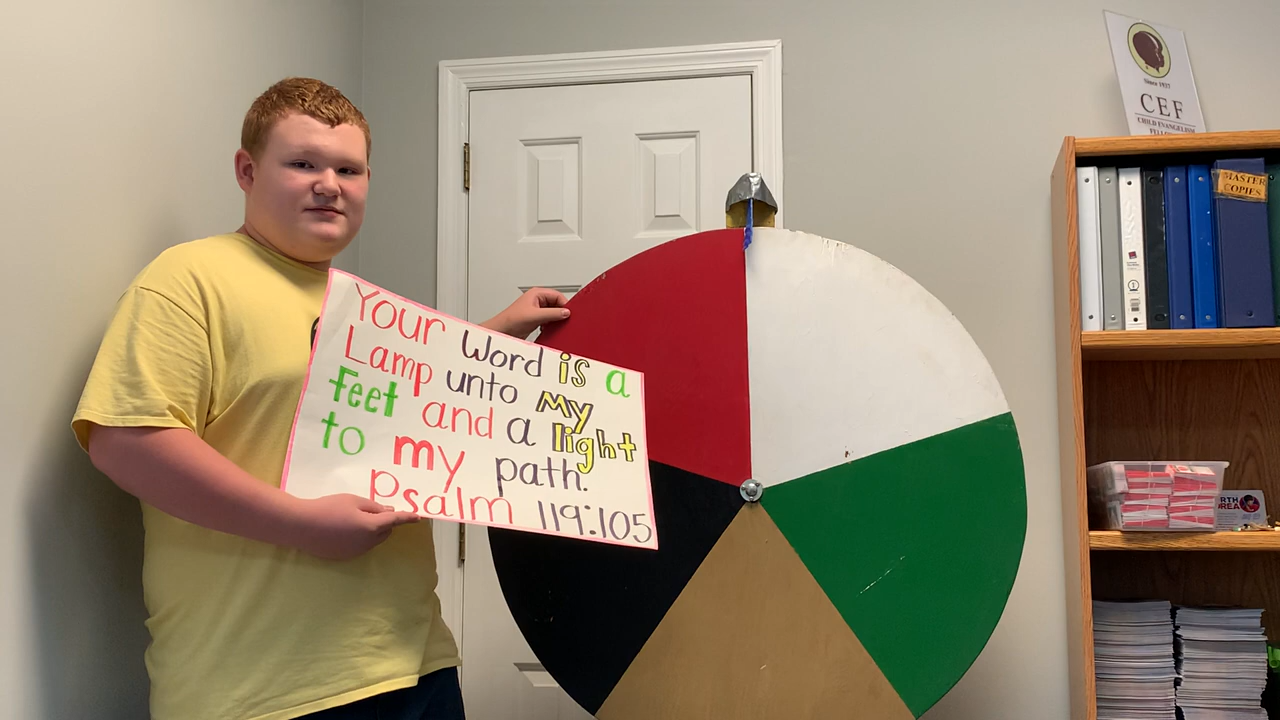 Your Word is a
Lamp unto my
feet and a light
to my path.
Psalm 119:105
Since 1937
CEF
CHILD EVANGELISM
MASTER
COPIES